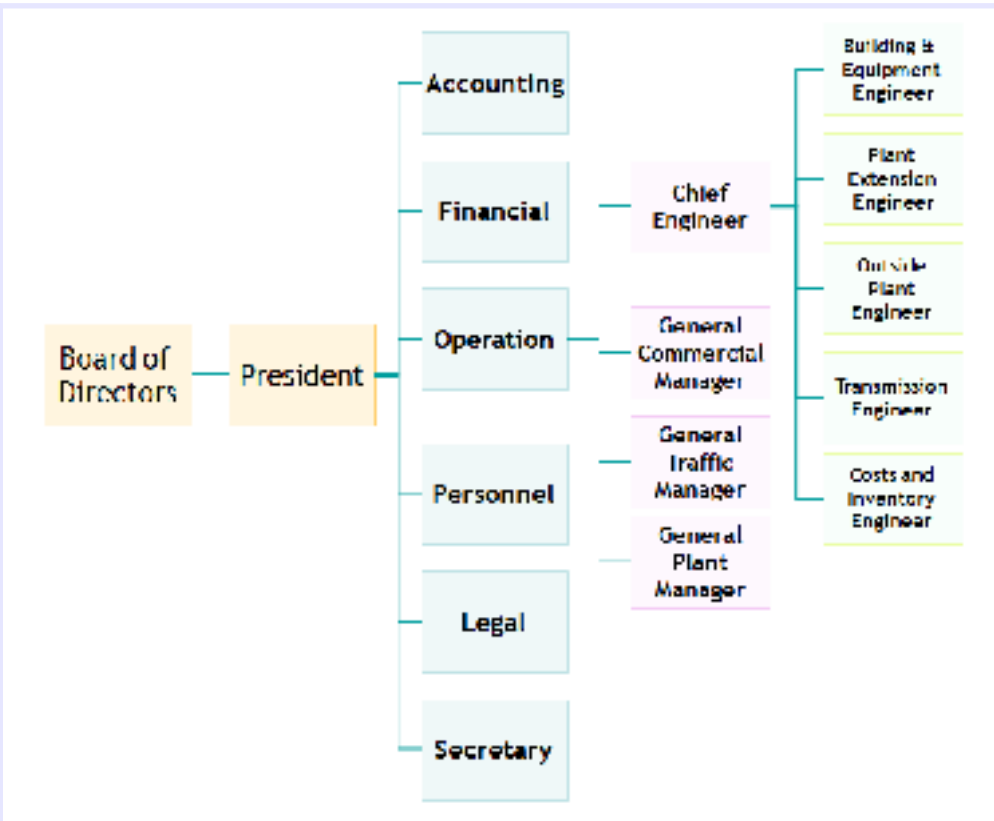 Board of
Directors
President
Accounting
Financial
Operation
Personnel
Legal
Secretary
Chief
Engineer
General
Commercial
Manager
General
Traffic
Manager
General
Plant
Manager
Building &
Equipment
Engineer
Plant
Extension
Engineer
Outside
Plant
Engineer
Transmission
Engineer
Costs and
Inventory
Engineer